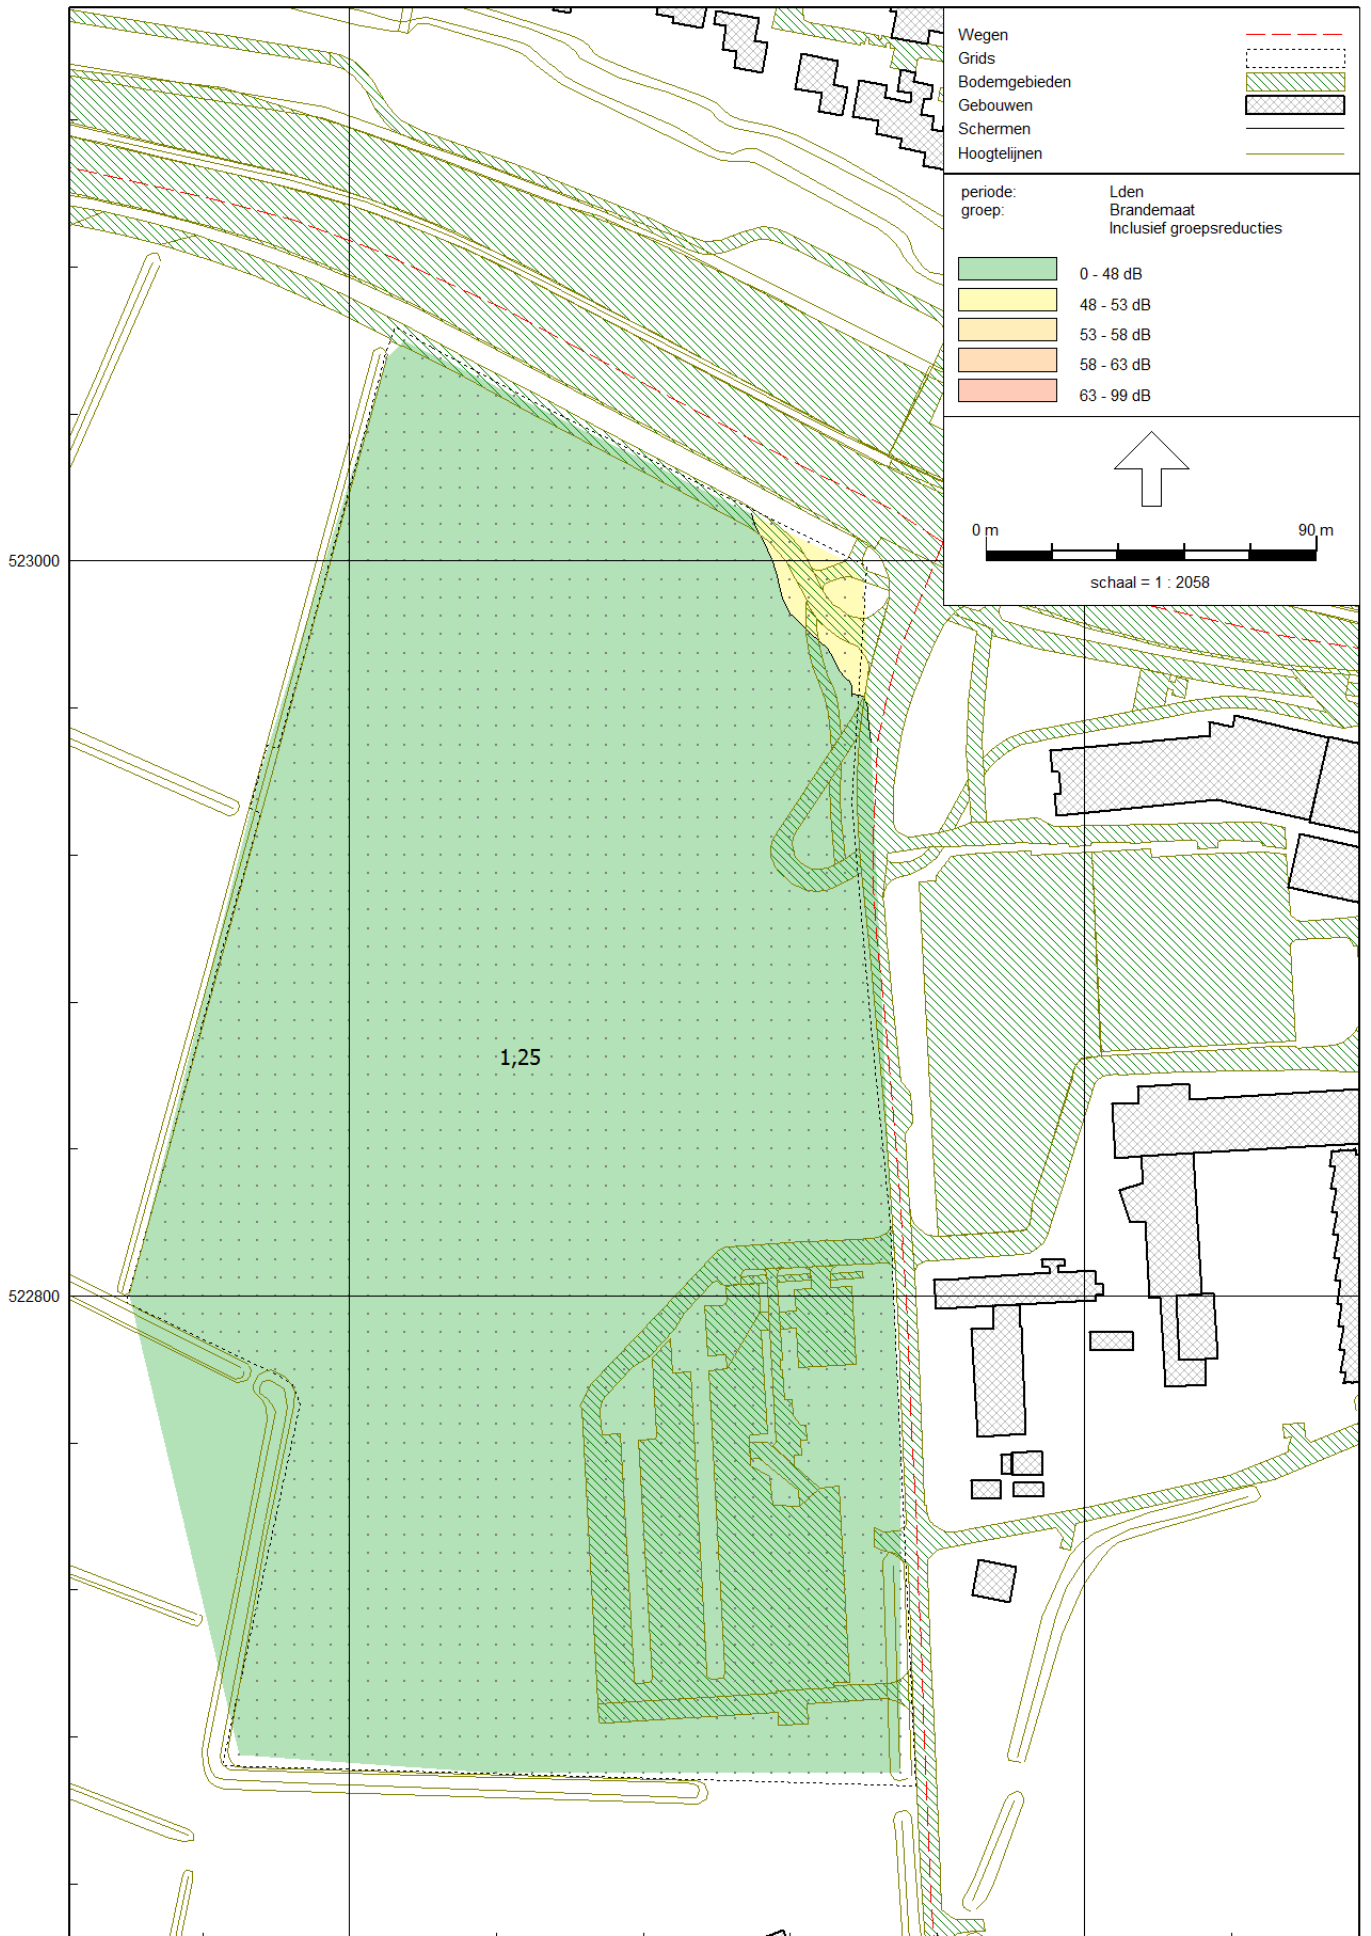 Wegen
Grids
Bodemgebieden
Gebouwen
Schermen
Hoogtelijnen
periode: Lden
groep: Brandemaat
Inclusief groepsreducties
0 - 48 dB
48 - 53 dB
53 - 58 dB
58 - 63 dB
63 - 99 dB
0 m 90 m
schaal = 1 : 2058
523000
1,25
522800